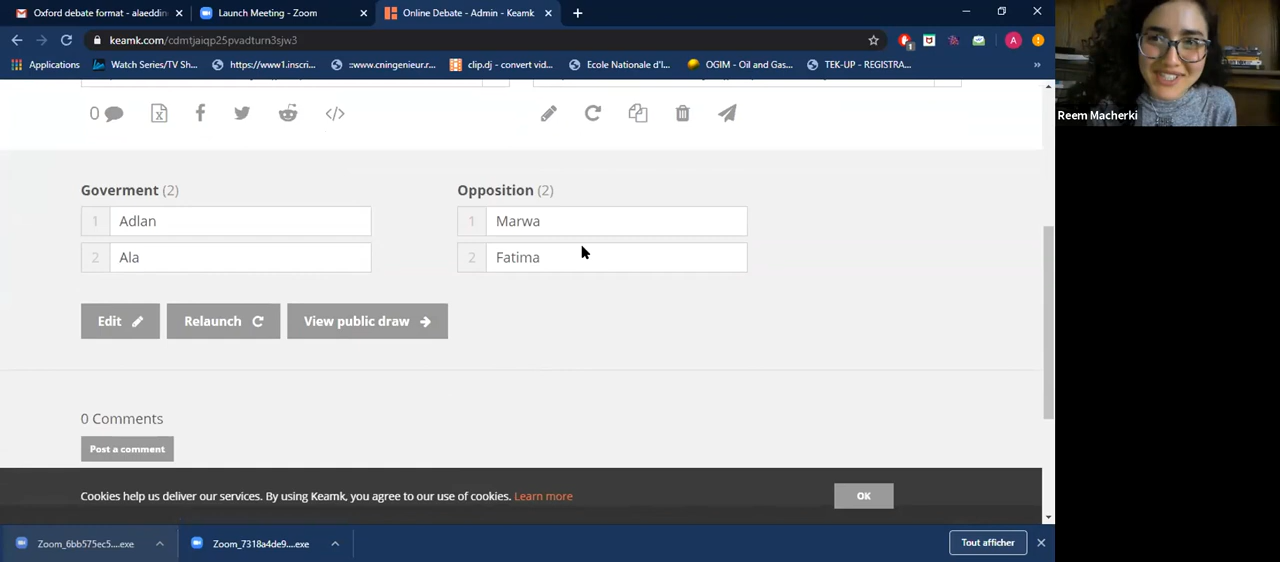 Oxford debate format - alaeddin
Launch Meeting - Zoom
Online Debate - Admin - Keamk
keamk.com/cdmtjaiqp25pvadturn3sjw3
1
A
Applications
Watch Series/TV Sh...
https://www1.inscri...
:www.cningenieur.r...
clip.dj - convert vid...
Ecole Nationale d'I...
OGIM - Oil and Gas...
TEK-UP - REGISTRA...
»
Reem Macherki
0
Goverment (2)
1 Adlan
2 Ala
Opposition (2)
1 Marwa
2 Fatima
Edit
Relaunch
View public draw
0 Comments
Post a comment
Cookies help us deliver our services. By using Keamk, you agree to our use of cookies. Learn more
OK
Zoom_6bb575ec5....exe
Zoom_7318a4de9....exe
Tout afficher